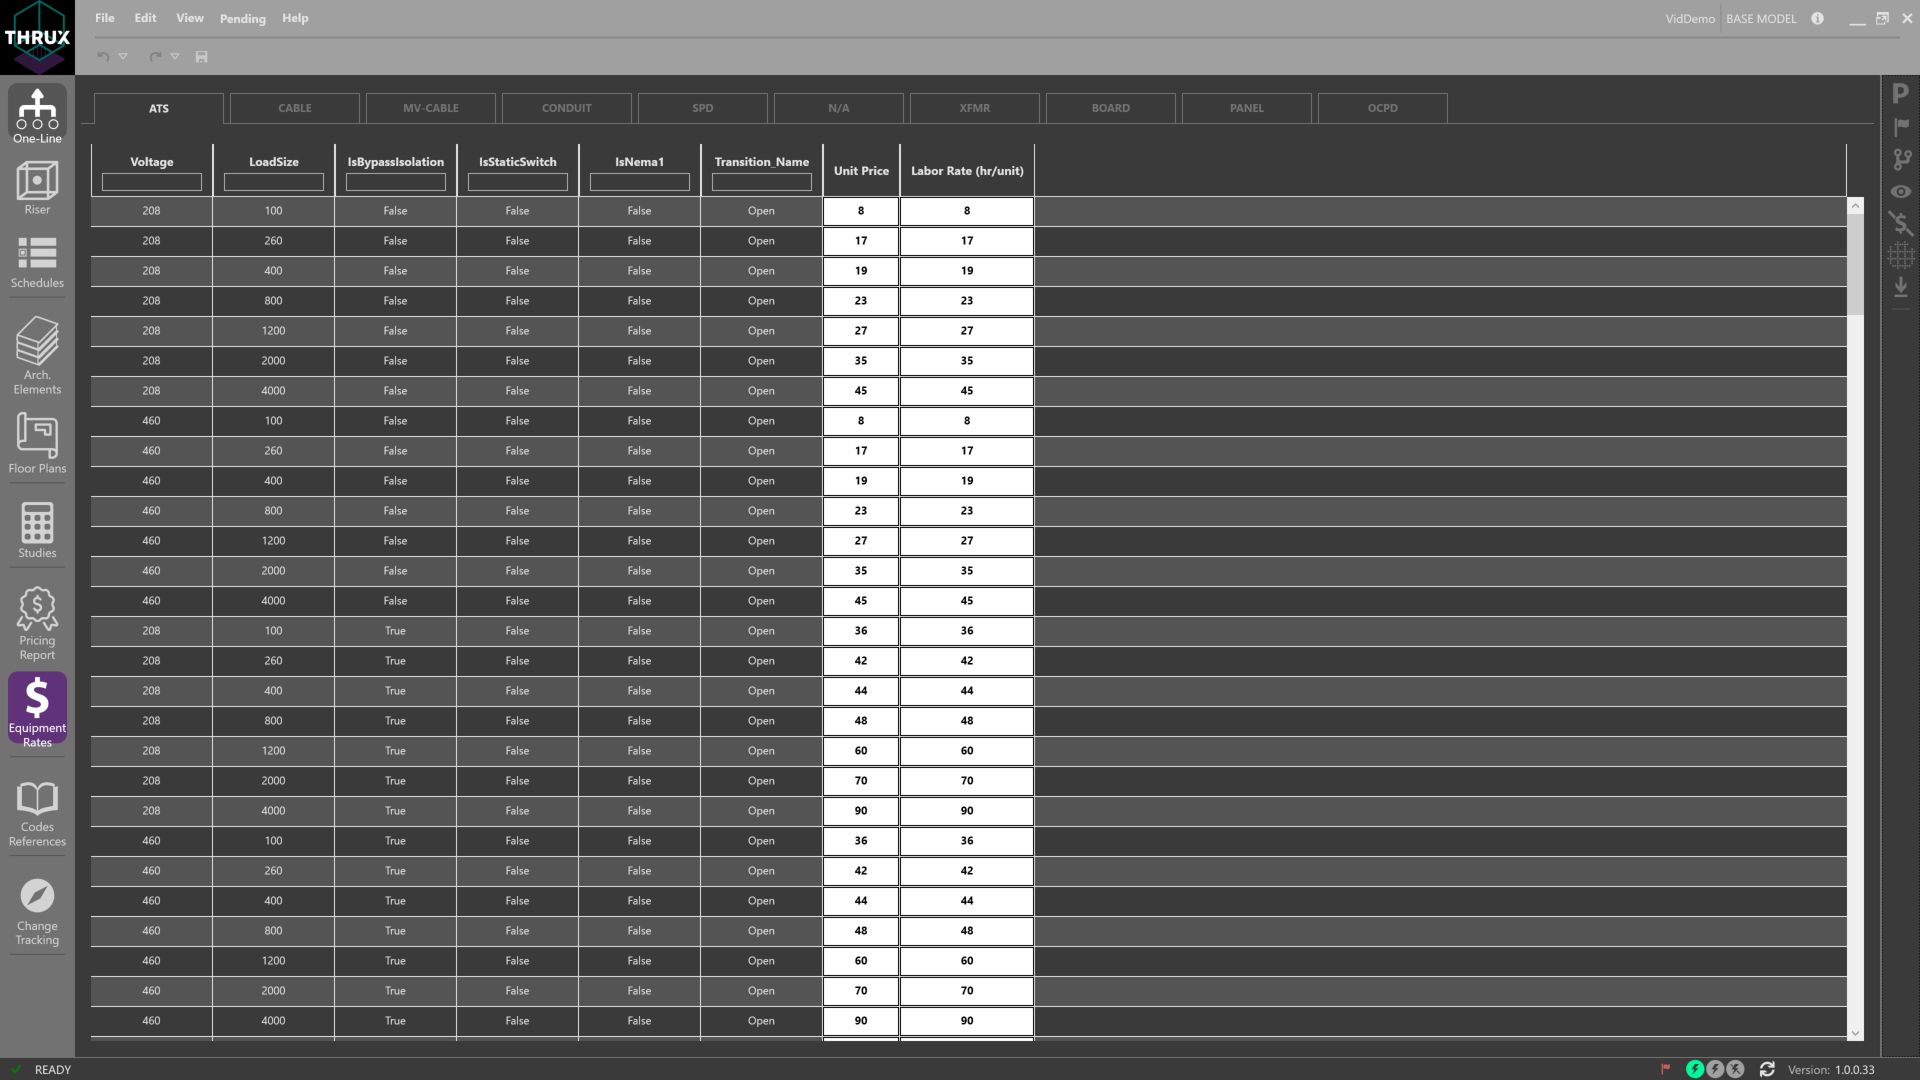 THRUX
File Edit View Pending Help
VidDemo BASE MODEL
One-Line
Riser
Schedules
Arch.
Elements
Floor Plans
Studies
Pricing
Report
Equipment
Rates
Codes
References
Change
Tracking
ATS CABLE MV-CABLE CONDUIT SPD N/A XFMR BOARD PANEL OCPD
Voltage LoadSize IsBypassIsolation IsStaticSwitch IsNema1 Transition_Name Unit Price Labor Rate (hr/unit)
208 100 False False False Open 8 8
208 260 False False False Open 17 17
208 400 False False False Open 19 19
208 800 False False False Open 23 23
208 1200 False False False Open 27 27
208 2000 False False False Open 35 35
208 4000 False False False Open 45 45
460 100 False False False Open 8 8
460 260 False False False Open 17 17
460 400 False False False Open 19 19
460 800 False False False Open 23 23
460 1200 False False False Open 27 27
460 2000 False False False Open 35 35
460 4000 False False False Open 45 45
208 100 True False False Open 36 36
208 260 True False False Open 42 42
208 400 True False False Open 44 44
208 800 True False False Open 48 48
208 1200 True False False Open 60 60
208 2000 True False False Open 70 70
208 4000 True False False Open 90 90
460 100 True False False Open 36 36
460 260 True False False Open 42 42
460 400 True False False Open 44 44
460 800 True False False Open 48 48
460 1200 True False False Open 60 60
460 2000 True False False Open 70 70
460 4000 True False False Open 90 90
P
READY
Version: 1.0.0.33